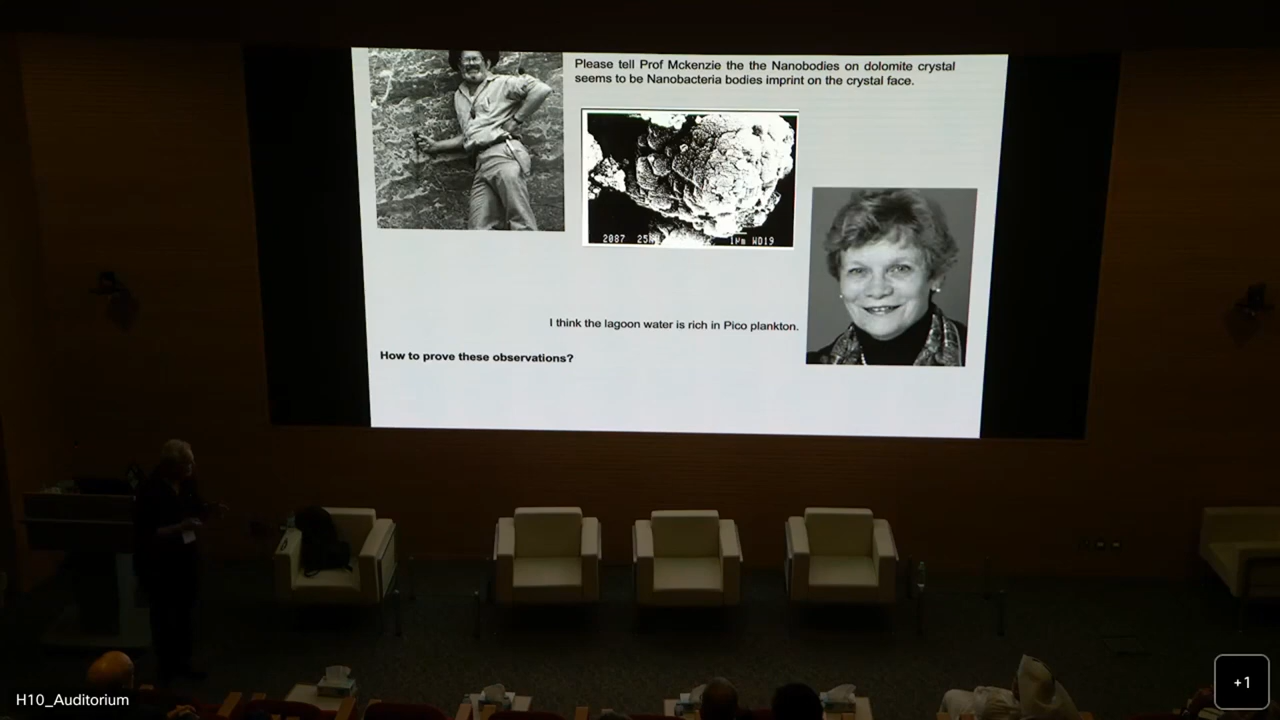 Please tell Prof Mckenzie the the Nanobodies on dolomite crystal
seems to be Nanobacteria bodies imprint on the crystal face.
2087 25 1µm WD19
I think the lagoon water is rich in Pico plankton.
How to prove these observations?
H10_Auditorium
+1